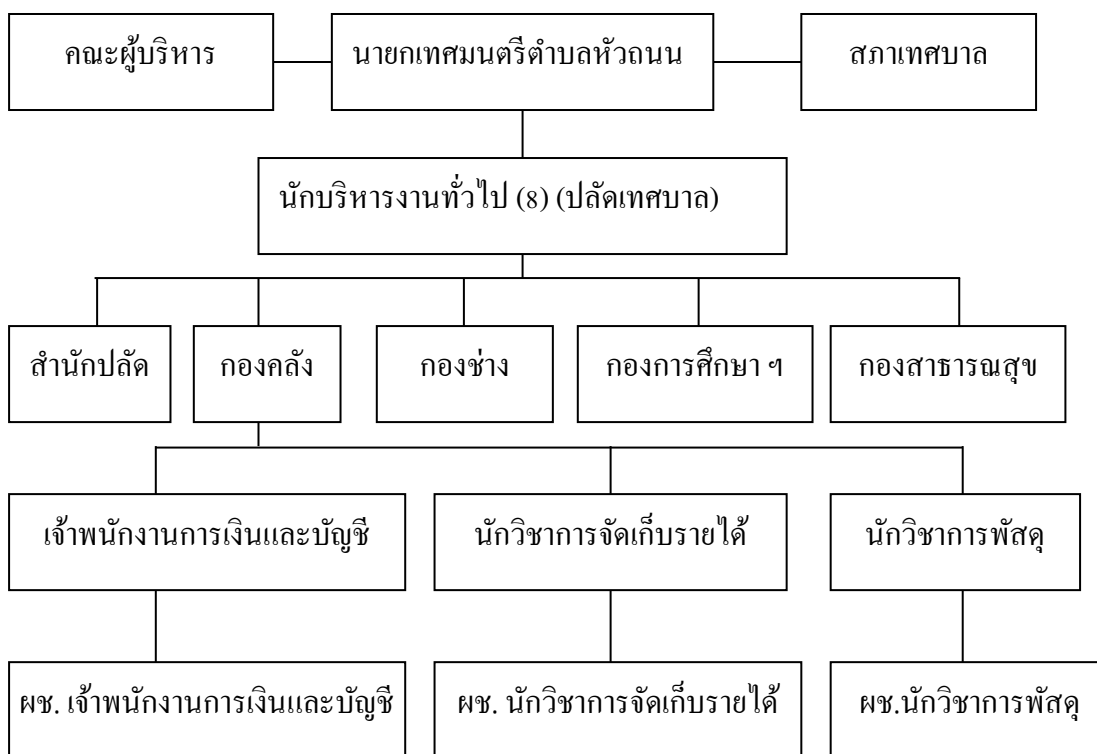 คณะผู้บริหาร
นายกเทศมนตรีตำบลหัวถนน
สภาเทศบาล
นักบริหารงานทั่วไป (8) (ปลัดเทศบาล)
สำนักปลัด
กองคลัง
กองช่าง
กองการศึกษา ฯ
กองสาธารณสุข
เจ้าพนักงานการเงินและบัญชี
นักวิชาการจัดเก็บรายได้
นักวิชาการพัสดุ
ผช. เจ้าพนักงานการเงินและบัญชี
ผช. นักวิชาการจัดเก็บรายได้
ผช.นักวิชาการพัสดุ